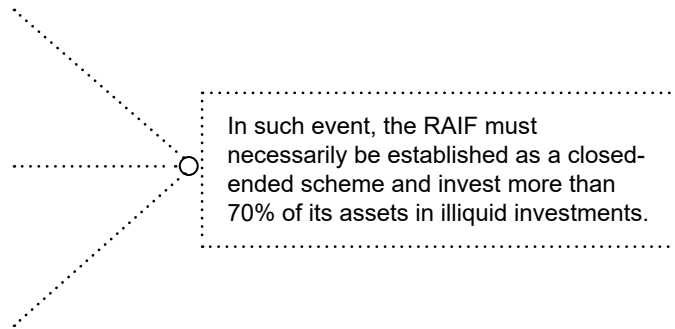 In such event, the RAIF must
necessarily be established as a closed-
ended scheme and invest more than
70% of its assets in illiquid investments.